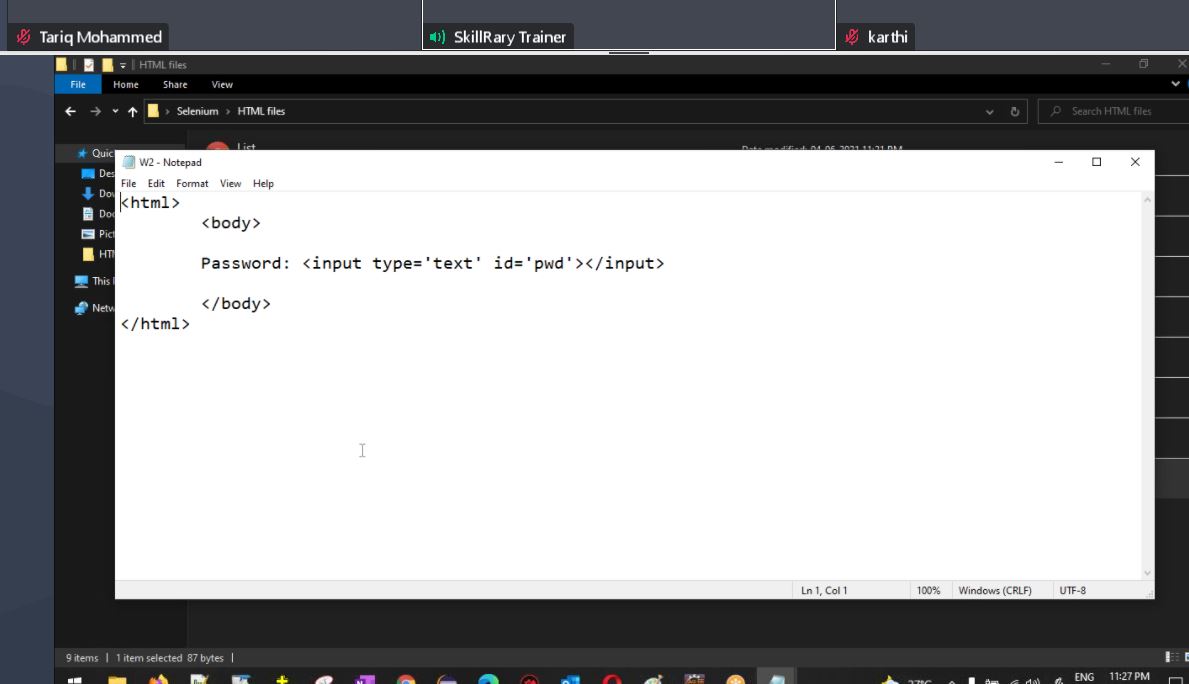 Tariq Mohammed
SkillRary Trainer
karthi
HTML files
File Home Share View
Selenium › HTML files
Search HTML files
List
Date modified: 04-06-2021 11:21 PM
Quic
Des
Dov
Doc
Pict
HTI
This
Netw
W2 - Notepad
File Edit Format View Help
<html>
<body>
Password: <input type='text' id='pwd'></input>
</body>
</html>
Ln 1, Col 1
100%
Windows (CRLF)
UTF-8
9 items
1 item selected 87 bytes
ENG
11:27 PM